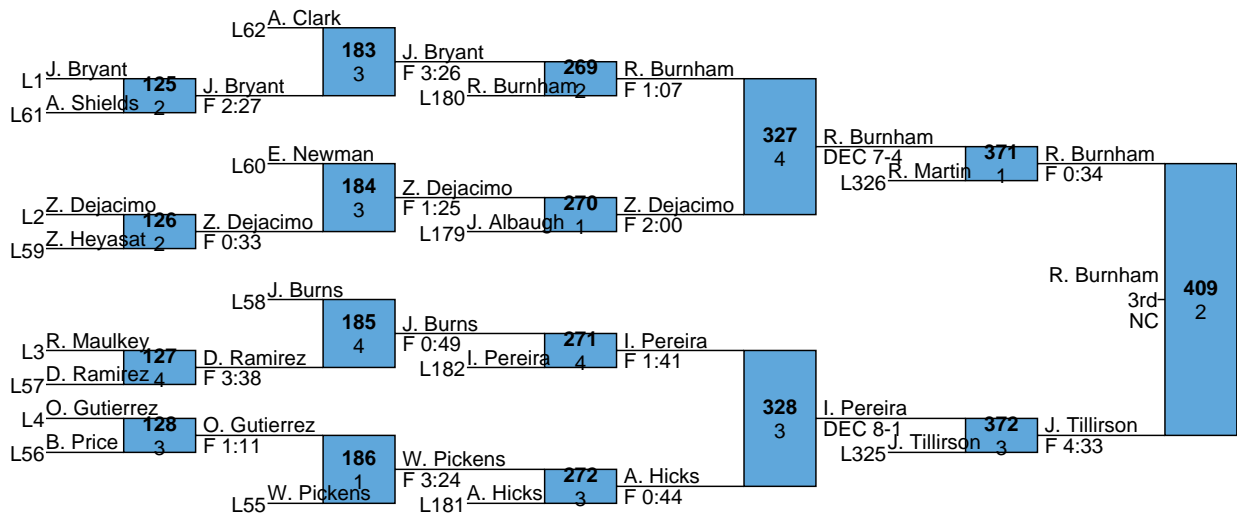 A. Clark
L62
183
3
J. Bryant
F 3:26
J. Bryant
L1
125
2
J. Bryant
F 2:27
A. Shields
L61
269
2
R. Burnham
L180
R. Burnham
F 1:07
327
4
E. Newman
L60
184
3
Z. Dejacimo
F 1:25
Z. Dejacimo
L2
126
2
Z. Dejacimo
F 0:33
Z. Heyasat
L59
270
1
J. Albaugh
L179
Z. Dejacimo
F 2:00
R. Burnham
DEC 7-4
371
1
R. Martin
L326
R. Burnham
F 0:34
R. Burnham
3rd
NC
409
2
J. Burns
L58
185
4
J. Burns
F 0:49
R. Maulkey
L3
127
4
D. Ramirez
F 3:38
D. Ramirez
L57
271
4
I. Pereira
L182
I. Pereira
F 1:41
328
3
O. Gutierrez
L4
128
3
O. Gutierrez
F 1:11
B. Price
L56
186
1
W. Pickens
F 3:24
W. Pickens
L55
272
3
A. Hicks
L181
A. Hicks
F 0:44
I. Pereira
DEC 8-1
372
3
J. Tillirson
L325
J. Tillirson
F 4:33